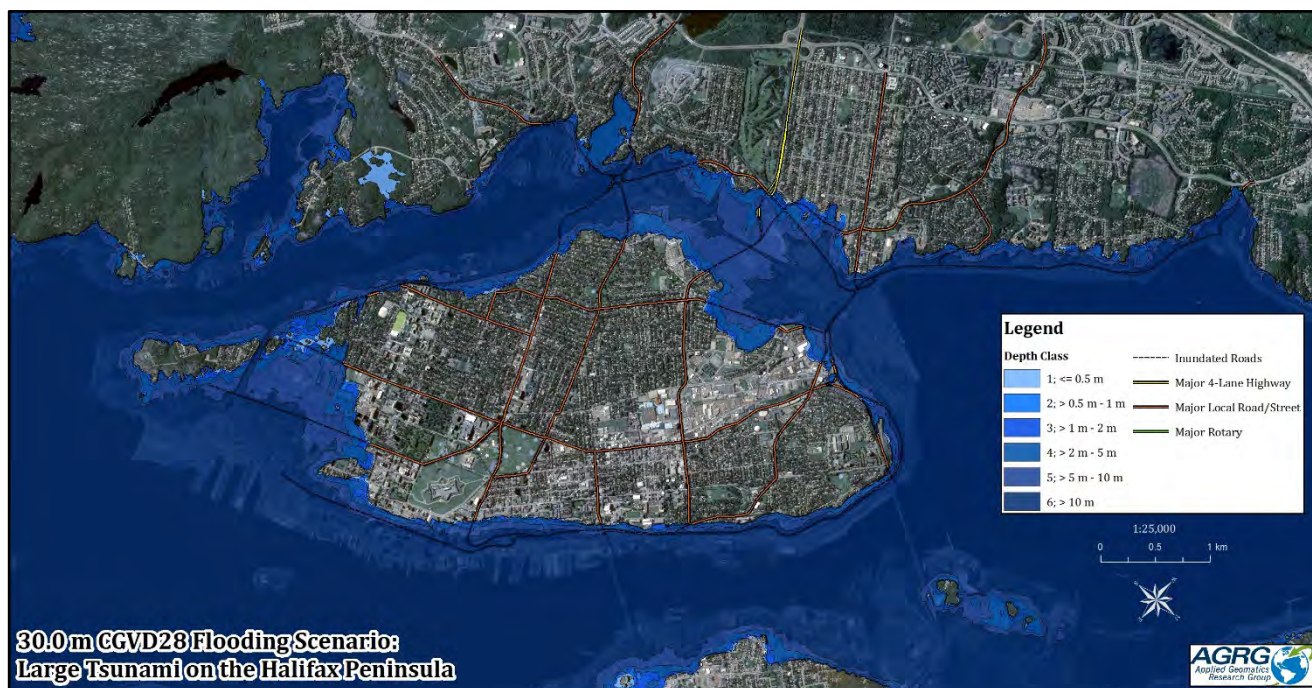 Legend
Depth Class
1; <= 0.5 m
2; > 0.5 m - 1 m
3; > 1 m - 2 m
4; > 2 m - 5 m
5; > 5 m - 10 m
6; > 10 m
Inundated Roads
Major 4-Lane Highway
Major Local Road/Street
Major Rotary
1:25,000
0 0.5 1 km
30.0 m CGVD28 Flooding Scenario:
Large Tsunami on the Halifax Peninsula
AGRG
Applied Geomatics
Research Group